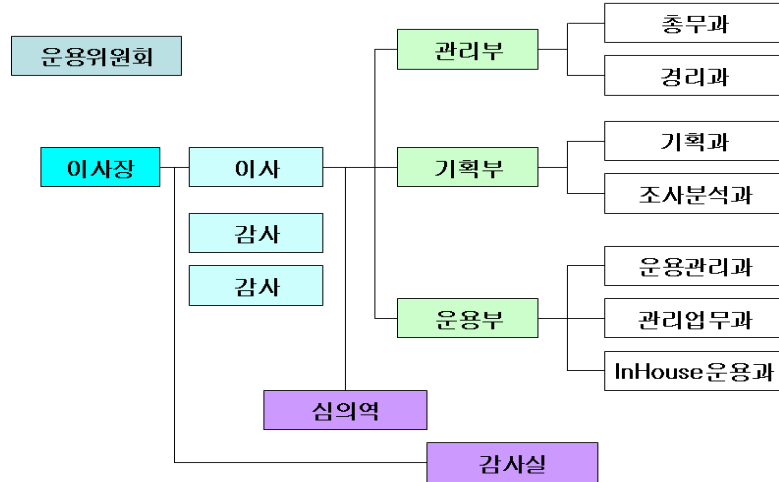 운용위원회
이사장
이사
감사
감사
심의역
감사실
관리부
총무과
경리과
기획부
기획과
조사분석과
운용부
운용관리과
관리업무과
InHouse운용과